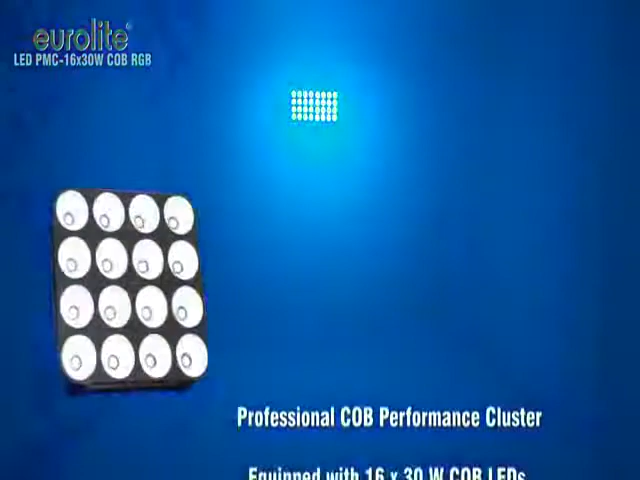 eurolite®
LED PMC-16x30W COB RGB
Professional COB Performance Cluster
Equipped with 16 x 30 W COB LEDs